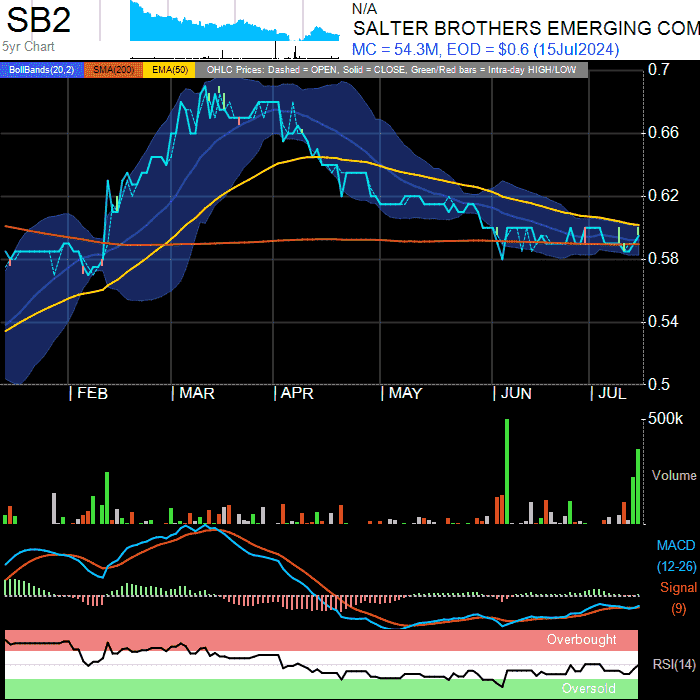 SB2
5yr Chart
N/A
SALTER BROTHERS EMERGING COM
MC = 54.3M, EOD = $0.6 (15Jul2024)
BollBands(20,2) SMA(200) EMA(50) OHLC Prices: Dashed = OPEN, Solid = CLOSE, Green/Red bars = Intra-day HIGH/LOW
0.7
0.66
0.62
0.58
0.54
0.5
FEB MAR APR MAY JUN JUL
500k
Volume
MACD
(12-26)
Signal
(9)
Overbought
RSI(14)
Oversold